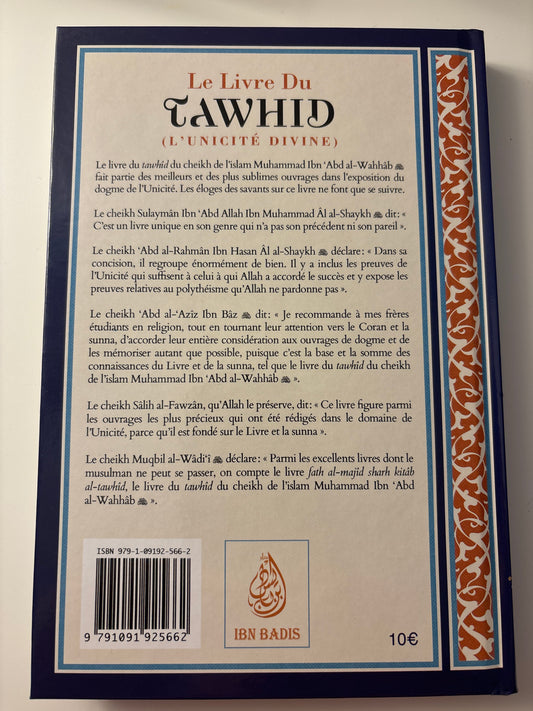 Le Livre Du
TAWHID
(L'UNICITÉ DIVINE)
Le livre du tawhîd du cheikh de l'islam Muhammad Ibn 'Abd al-Wahhâb
fait partie des meilleurs et des plus sublimes ouvrages dans l'exposition du
dogme de l'Unicité. Les éloges des savants sur ce livre ne font que se suivre.
Le cheikh Sulaymân Ibn 'Abd Allah Ibn Muhammad Âl al-Shaykh dit : «
C'est un livre unique en son genre qui n'a pas son précédent ni son pareil ».
Le cheikh 'Abd al-Rahmân Ibn Hasan Âl al-Shaykh déclare : « Dans sa
concision, il regroupe énormément de bien. Il y a inclus les preuves de
l'Unicité qui suffisent à celui à qui Allah a accordé le succès et y expose les
preuves relatives au polythéisme qu'Allah ne pardonne pas ».
Le cheikh 'Abd al-'Azîz Ibn Bâz dit : « Je recommande à mes frères
étudiants en religion, tout en tournant leur attention vers le Coran et la
sunna, d'accorder leur entière considération aux ouvrages de dogme et de
les mémoriser autant que possible, puisque c'est la base et la somme des
connaissances du Livre et de la sunna, tel que le livre du tawhîd du cheikh
de l'islam Muhammad Ibn 'Abd al-Wahhâb ».
Le cheikh Sâlih al-Fawzân, qu'Allah le préserve, dit : « Ce livre figure parmi
les ouvrages les plus précieux qui ont été rédigés dans le domaine de
l'Unicité, parce qu'il est fondé sur le Livre et la sunna ».
Le cheikh Muqbil al-Wâdi'î déclare : « Parmi les excellents livres dont le
musulman ne peut se passer, on compte le livre fath al-majîd sharh kitâb
al-tawhîd, le livre du tawhîd du cheikh de l'islam Muhammad Ibn 'Abd
al-Wahhâb ».
ISBN 979-1-09192-566-2
9 791091 925662
IBN BADIS
10€